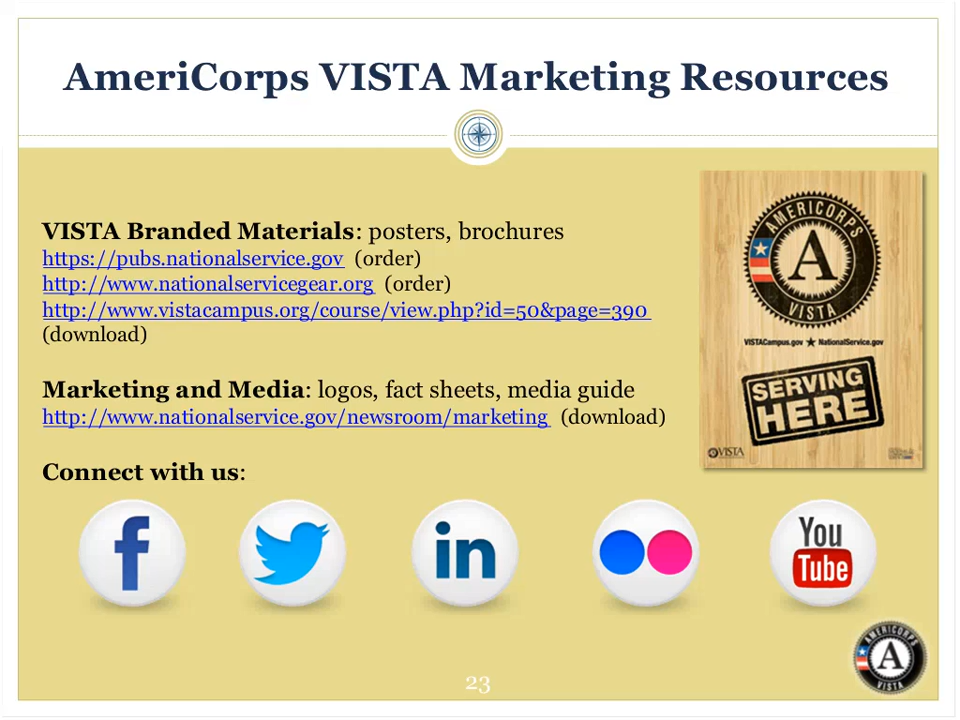 AmeriCorps VISTA Marketing Resources
VISTA Branded Materials: posters, brochures
https://pubs.nationalservice.gov (order)
http://www.nationalservicegear.org (order)
http://www.vistacampus.org/course/view.php?id=50&page=390
(download)
Marketing and Media: logos, fact sheets, media guide
http://www.nationalservice.gov/newsroom/marketing (download)
Connect with us:
AMERICORPS
A
VISTA
VISTACampus.gov ★ NationalService.gov
SERVING
HERE
VISTA
f
in
You
Tube
AMERICORPS
A
VISTA
23